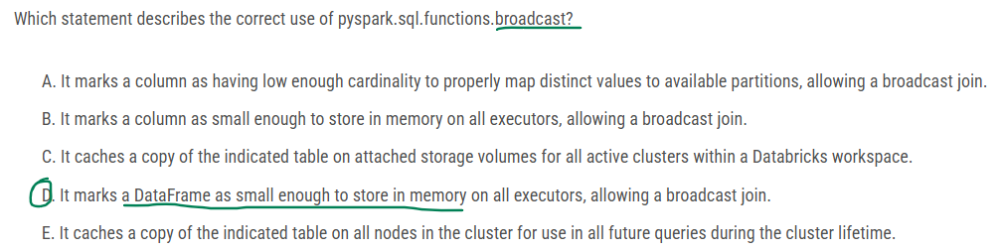 Which statement describes the correct use of pyspark.sql.functions.broadcast?
A. It marks a column as having low enough cardinality to properly map distinct values to available partitions, allowing a broadcast join.
B. It marks a column as small enough to store in memory on all executors, allowing a broadcast join.
C. It caches a copy of the indicated table on attached storage volumes for all active clusters within a Databricks workspace.
D. It marks a DataFrame as small enough to store in memory on all executors, allowing a broadcast join.
E. It caches a copy of the indicated table on all nodes in the cluster for use in all future queries during the cluster lifetime.